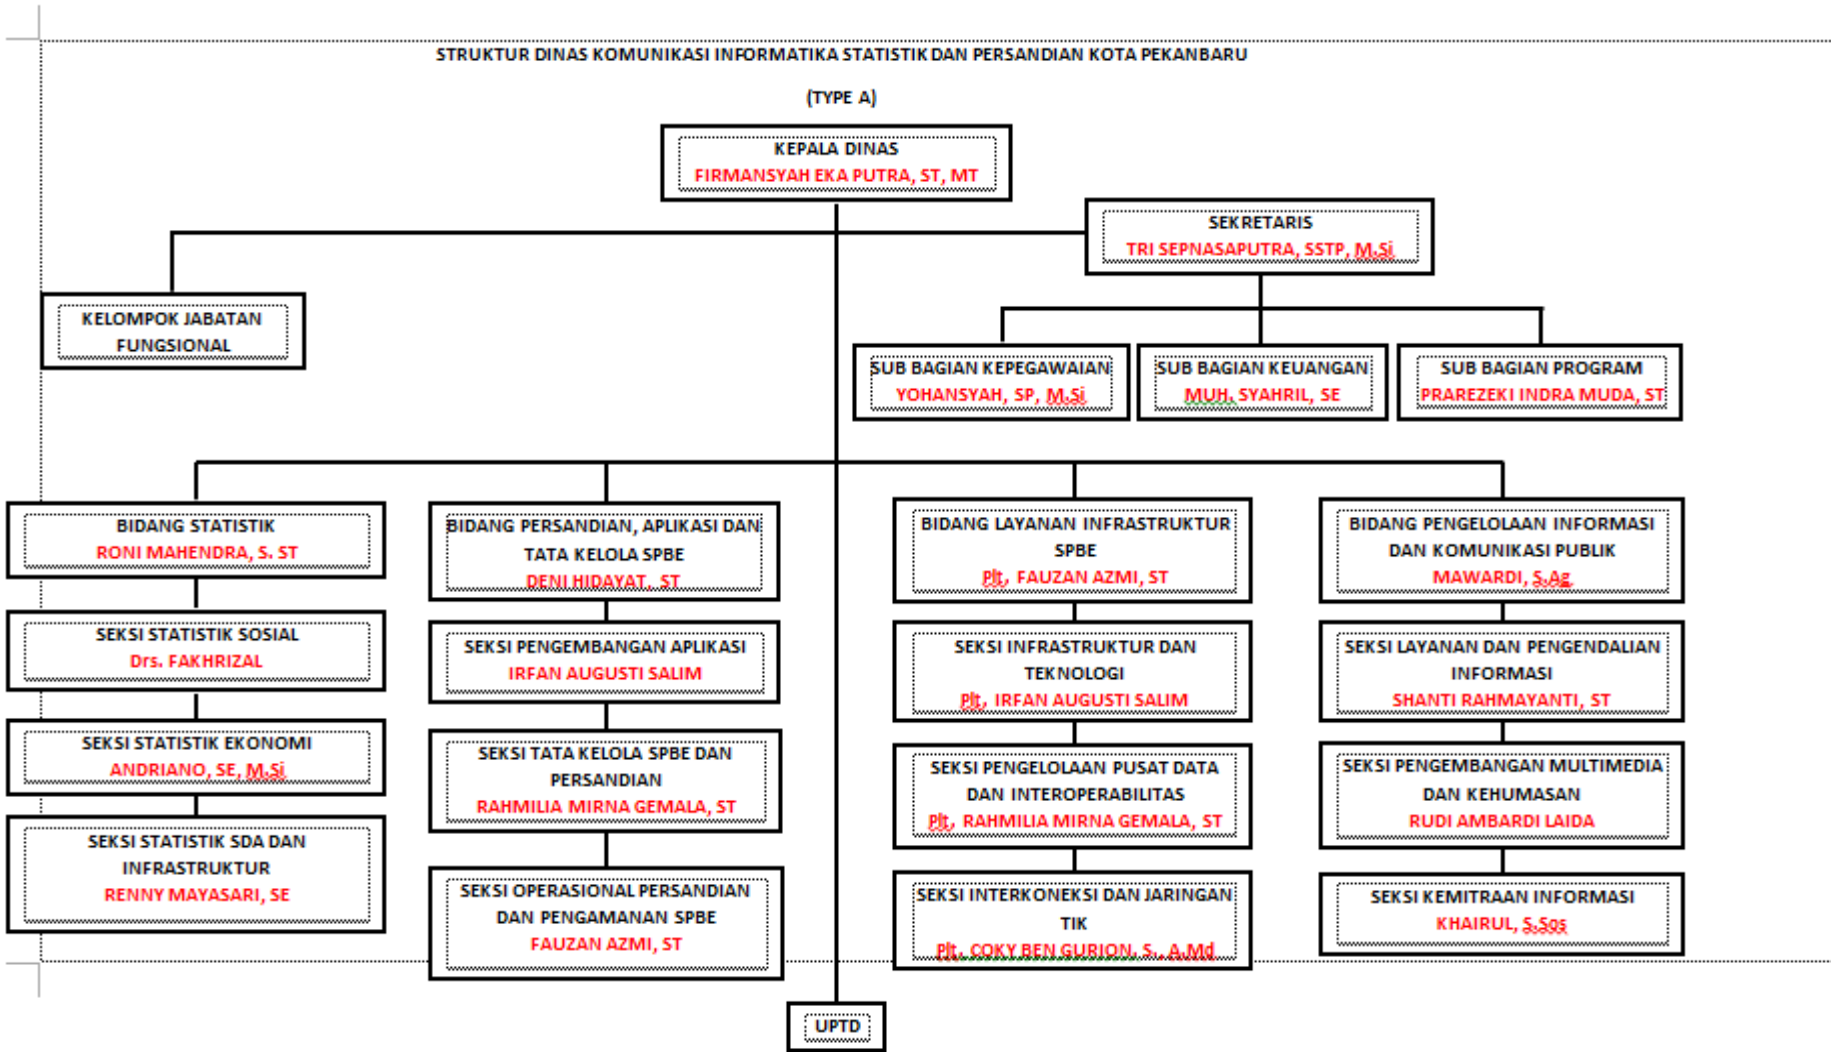 STRUKTUR DINAS KOMUNIKASI INFORMATIKA STATISTIK DAN PERSANDIAN KOTA PEKANBARU
(TYPE A)
KEPALA DINAS
FIRMANSYAH EKA PUTRA, ST, MT
SEKRETARIS
TRI SEPNASAPUTRA, SSTP, M.Si
KELOMPOK JABATAN
FUNGSIONAL
SUB BAGIAN KEPEGAWAIAN
YOHANSYAH, SP, M.Si
SUB BAGIAN KEUANGAN
MUH. SYAHRIL, SE
SUB BAGIAN PROGRAM
PRAREZEKI INDRA MUDA, ST
BIDANG STATISTIK
RONI MAHENDRA, S. ST
SEKSI STATISTIK SOSIAL
Drs. FAKHRIZAL
SEKSI STATISTIK EKONOMI
ANDRIANO, SE, M.Si
SEKSI STATISTIK SDA DAN
INFRASTRUKTUR
RENNY MAYASARI, SE
BIDANG PERSANDIAN, APLIKASI DAN
TATA KELOLA SPBE
DENI HIDAYAT, ST
SEKSI PENGEMBANGAN APLIKASI
IRFAN AUGUSTI SALIM
SEKSI TATA KELOLA SPBE DAN
PERSANDIAN
RAHMILIA MIRNA GEMALA, ST
SEKSI OPERASIONAL PERSANDIAN
DAN PENGAMANAN SPBE
FAUZAN AZMI, ST
BIDANG LAYANAN INFRASTRUKTUR
SPBE
Plt, FAUZAN AZMI, ST
SEKSI INFRASTRUKTUR DAN
TEKNOLOGI
Plt, IRFAN AUGUSTI SALIM
SEKSI PENGELOLAAN PUSAT DATA
DAN INTEROPERABILITAS
Plt, RAHMILIA MIRNA GEMALA, ST
SEKSI INTERKONEKSI DAN JARINGAN
TIK
Plt, COKY BEN GURION, S., A.Md
BIDANG PENGELOLAAN INFORMASI
DAN KOMUNIKASI PUBLIK
MAWARDI, S.Ag
SEKSI LAYANAN DAN PENGENDALIAN
INFORMASI
SHANTI RAHMAYANTI, ST
SEKSI PENGEMBANGAN MULTIMEDIA
DAN KEHUMASAN
RUDI AMBARDI LAIDA
SEKSI KEMITRAAN INFORMASI
KHAIRUL, S.Sos
UPTD